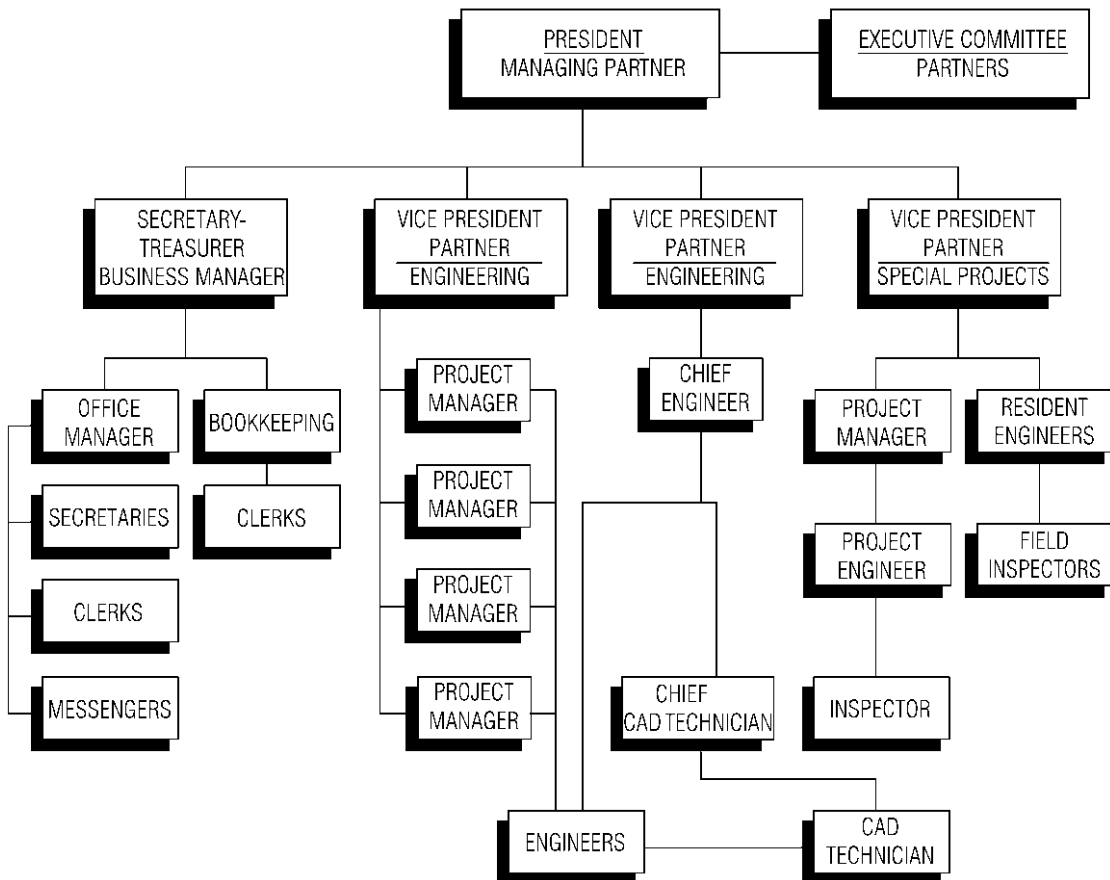 PRESIDENT
MANAGING PARTNER
EXECUTIVE COMMITTEE
PARTNERS
SECRETARY-
TREASURER
BUSINESS MANAGER
VICE PRESIDENT
PARTNER
ENGINEERING
VICE PRESIDENT
PARTNER
ENGINEERING
VICE PRESIDENT
PARTNER
SPECIAL PROJECTS
OFFICE
MANAGER
BOOKKEEPING
SECRETARIES
CLERKS
CLERKS
MESSENGERS
PROJECT
MANAGER
PROJECT
MANAGER
PROJECT
MANAGER
PROJECT
MANAGER
CHIEF
ENGINEER
CHIEF
CAD TECHNICIAN
ENGINEERS
CAD
TECHNICIAN
PROJECT
MANAGER
PROJECT
ENGINEER
INSPECTOR
RESIDENT
ENGINEERS
FIELD
INSPECTORS